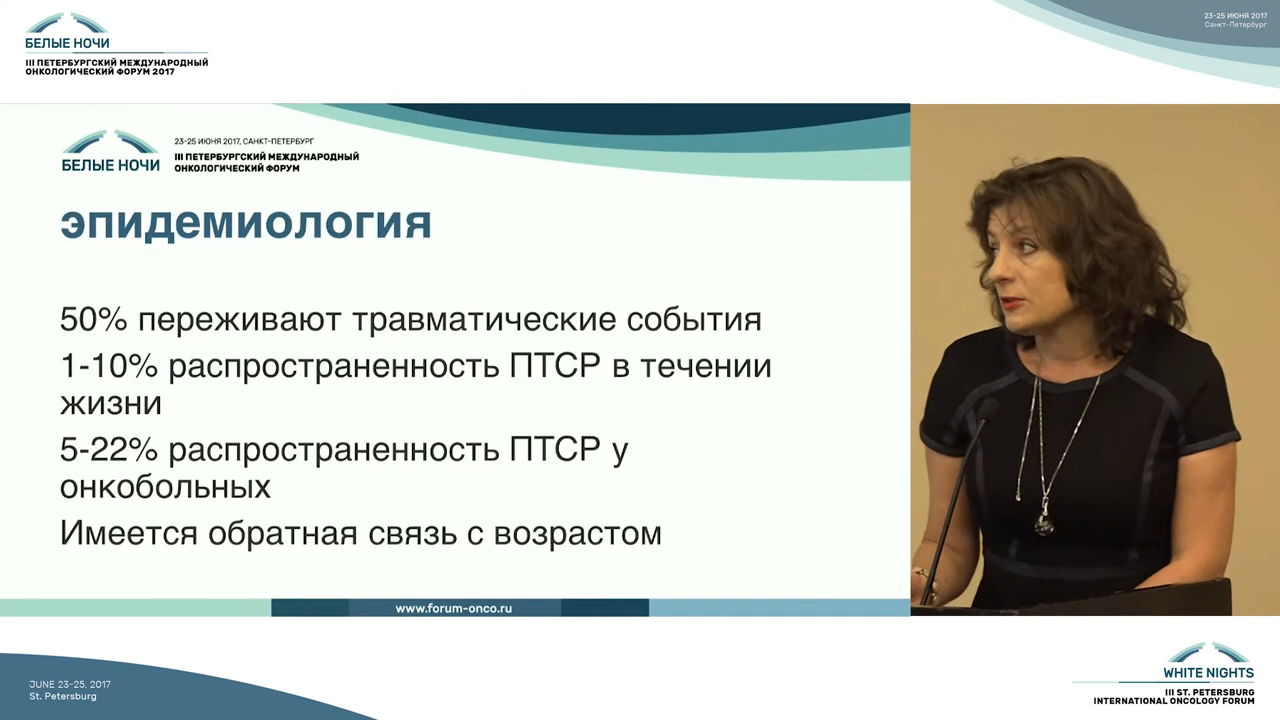 БЕЛЫЕ НОЧИ
III ПЕТЕРБУРГСКИЙ МЕЖДУНАРОДНЫЙ
ОНКОЛОГИЧЕСКИЙ ФОРУМ 2017
23-25 ИЮНЯ 2017
Санкт-Петербург
БЕЛЫЕ НОЧИ
23-25 ИЮНЯ 2017, САНКТ-ПЕТЕРБУРГ
III ПЕТЕРБУРГСКИЙ МЕЖДУНАРОДНЫЙ
ОНКОЛОГИЧЕСКИЙ ФОРУМ
эпидемиология
50% переживают травматические события
1-10% распространенность ПТСР в течении
жизни
5-22% распространенность ПТСР у
онкобольных
Имеется обратная связь с возрастом
www.forum-onco.ru
JUNE 23-25, 2017
St. Petersburg
WHITE NIGHTS
III ST. PETERSBURG
INTERNATIONAL ONCOLOGY FORUM